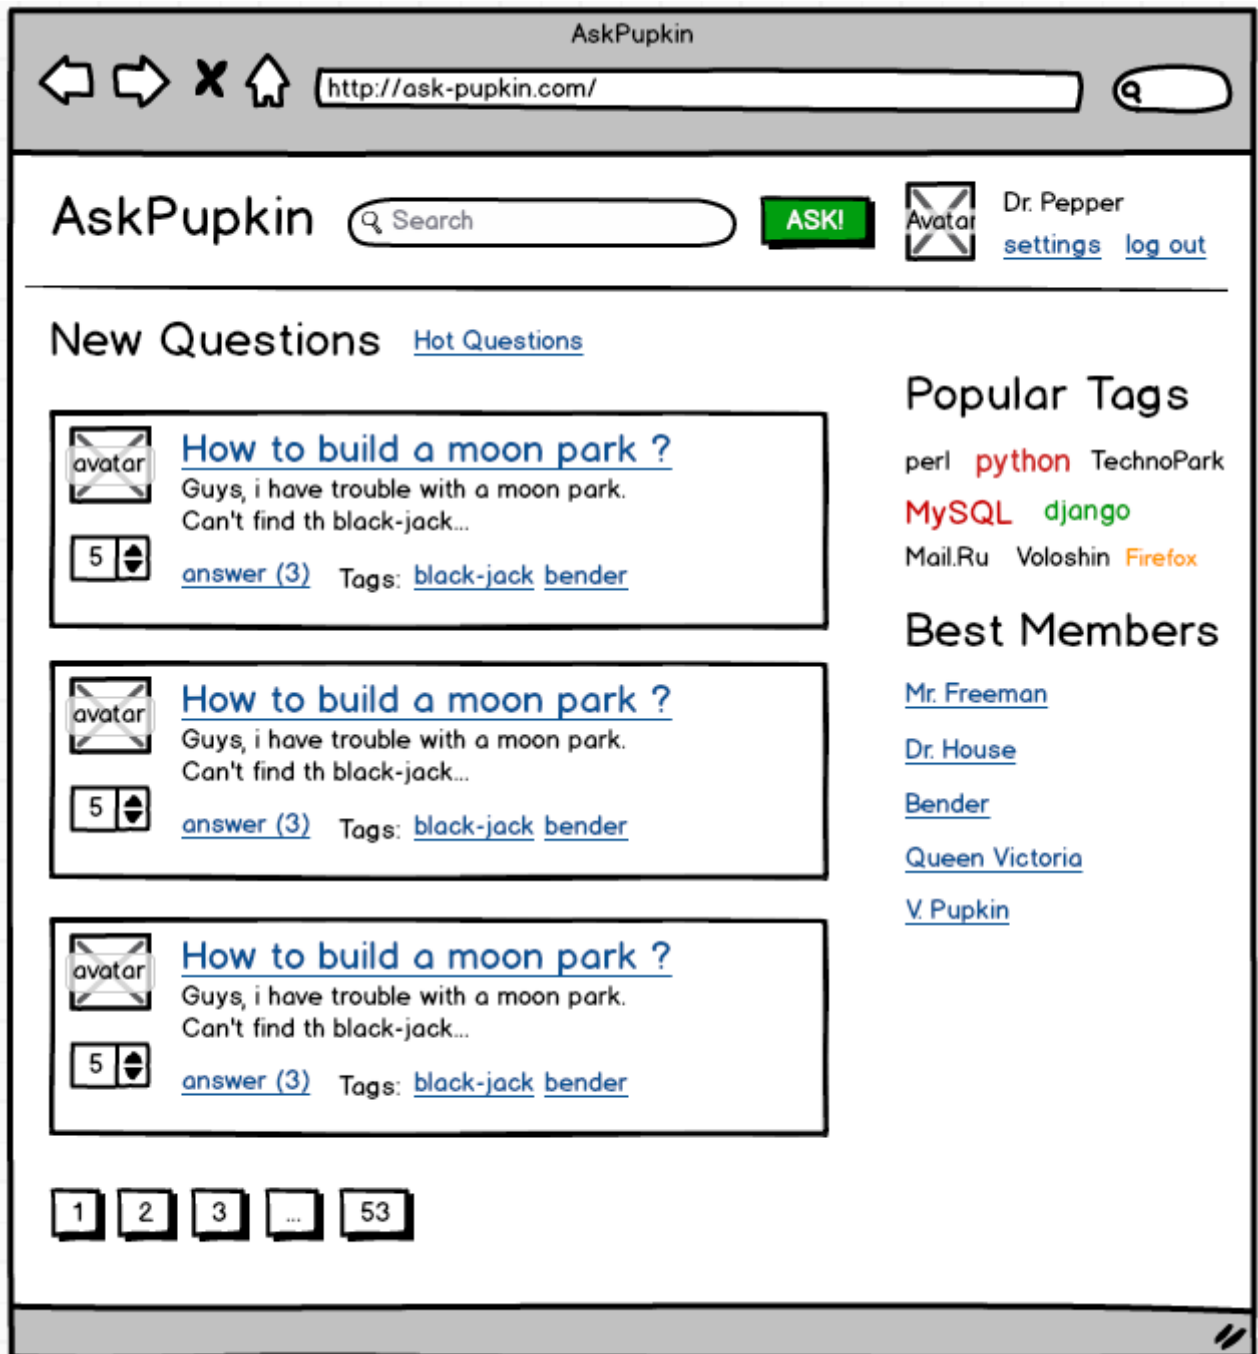 AskPupkin
http://ask-pupkin.com/
AskPupkin
Search
ASK!
Avatar
Dr. Pepper
settings log out
New Questions Hot Questions
avatar
How to build a moon park ?
Guys, i have trouble with a moon park.
Can't find th black-jack...
5
answer (3) Tags: black-jack bender
avatar
How to build a moon park ?
Guys, i have trouble with a moon park.
Can't find th black-jack...
5
answer (3) Tags: black-jack bender
avatar
How to build a moon park ?
Guys, i have trouble with a moon park.
Can't find th black-jack...
5
answer (3) Tags: black-jack bender
1 2 3 ... 53
Popular Tags
perl python TechnoPark
MySQL django
Mail.Ru Voloshin Firefox
Best Members
Mr. Freeman
Dr. House
Bender
Queen Victoria
V. Pupkin